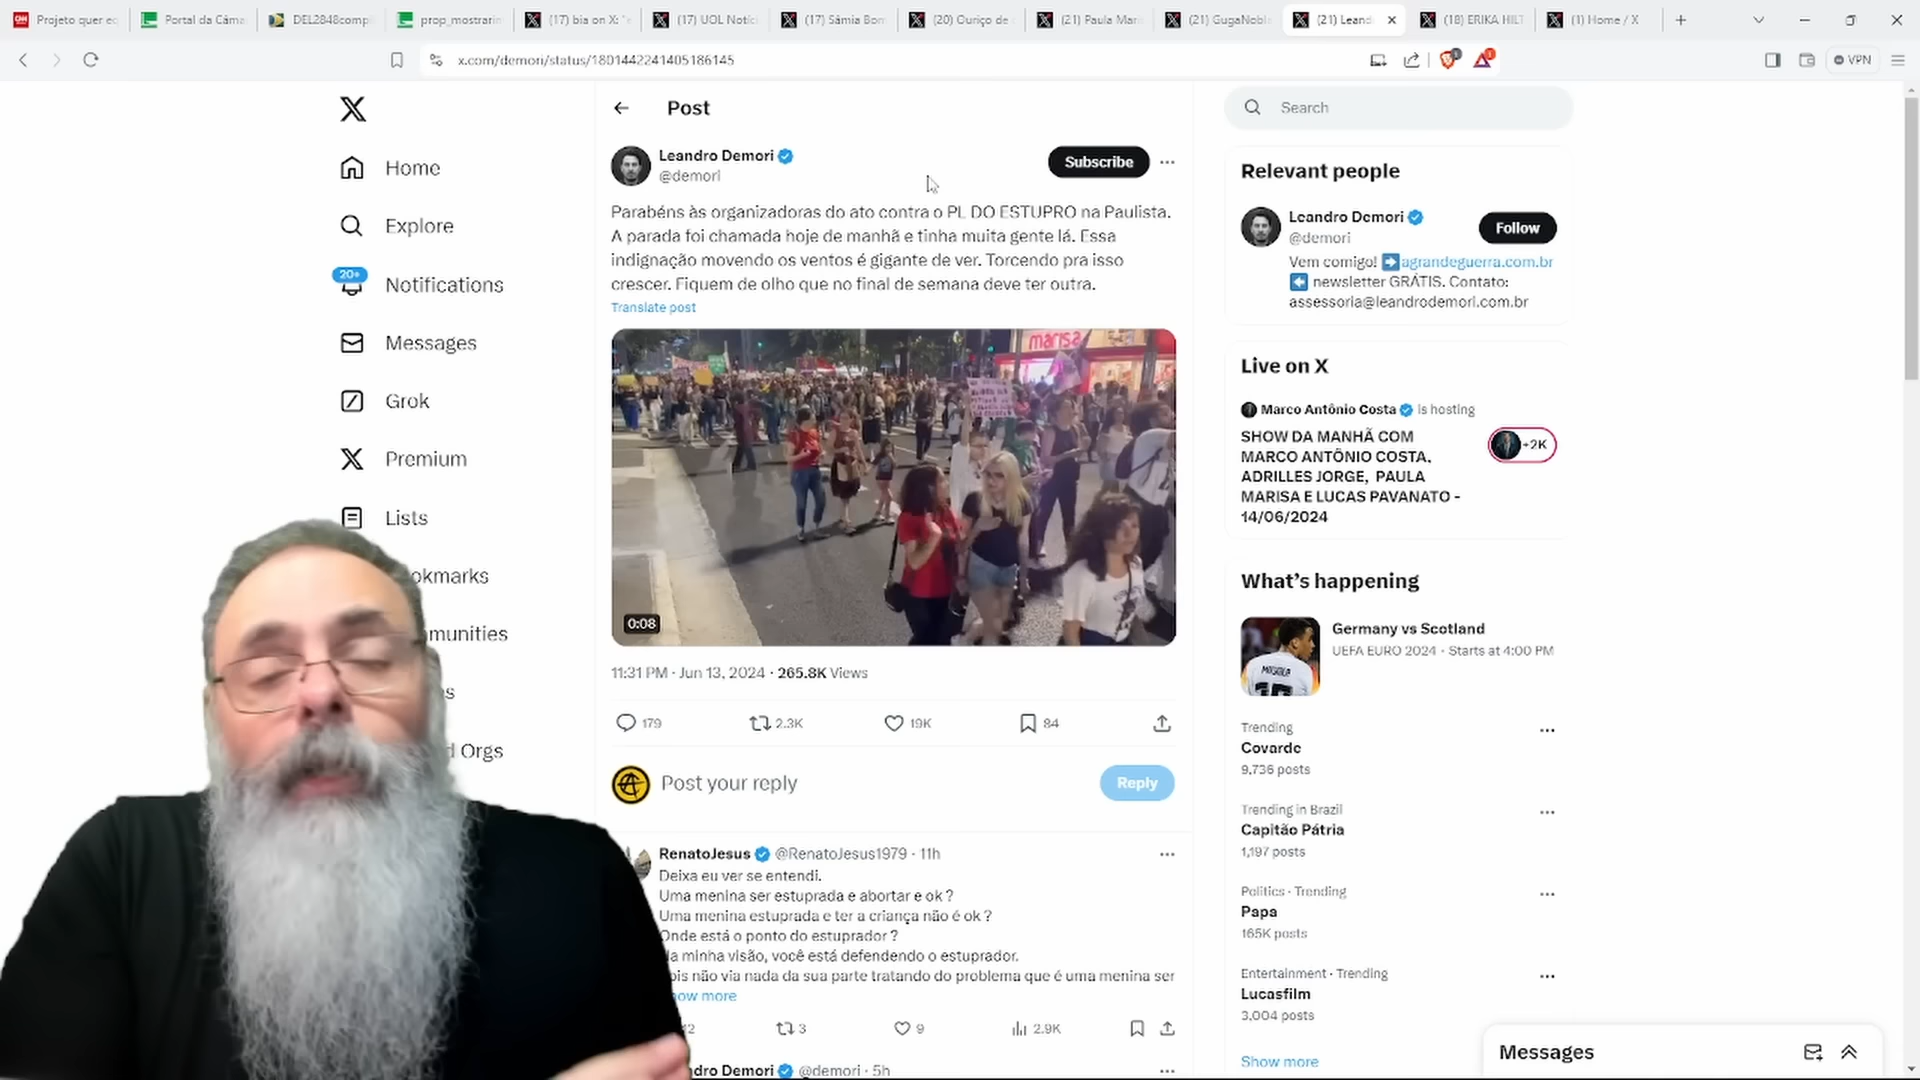 Projeto quer eq
Portal da Câma
DEL2848compi
prop_mostrarin
(17) bia on X: "
(17) UOL Notíc
(17) Sâmia Bom
(20) Ouriço de
(21) Paula Mari
(21) GugaNobl
(21) Leand
(18) ERIKA HILT
(1) Home / X
x.com/demori/status/1801442241405186145
VPN
Home
Explore
20+
Notifications
Messages
Grok
Premium
Lists
okmarks
mmunities
d Orgs
Post
Leandro Demori
@demori
Subscribe
Parabéns às organizadoras do ato contra o PL DO ESTUPRO na Paulista.
A parada foi chamada hoje de manhã e tinha muita gente lá. Essa
indignação movendo os ventos é gigante de ver. Torcendo pra isso
crescer. Fiquem de olho que no final de semana deve ter outra.
Translate post
marisa
0:08
11:31 PM · Jun 13, 2024 · 265.8K Views
179
2.3K
19K
84
Post your reply
Reply
RenatoJesus @RenatoJesus1979 · 11h
Deixa eu ver se entendi.
Uma menina ser estuprada e abortar e ok ?
Uma menina estuprada e ter a criança não é ok ?
Onde está o ponto do estuprador ?
a minha visão, você está defendendo o estuprador.
ois não via nada da sua parte tratando do problema que é uma menina ser
ow more
12
3
9
2.9K
ndro Demori @demori · 5h
Search
Relevant people
Leandro Demori
@demori
Follow
Vem comigo! agrandeguerra.com.br
newsletter GRÁTIS. Contato:
assessoria@leandrodemori.com.br
Live on X
Marco Antônio Costa is hosting
SHOW DA MANHÃ COM
MARCO ANTÔNIO COSTA,
ADRILLES JORGE, PAULA
MARISA E LUCAS PAVANATO -
14/06/2024
+2K
What's happening
Germany vs Scotland
UEFA EURO 2024 · Starts at 4:00 PM
Trending
Covarde
9,736 posts
Trending in Brazil
Capitão Pátria
1,197 posts
Politics · Trending
Papa
165K posts
Entertainment · Trending
Lucasfilm
3,004 posts
Show more
Messages